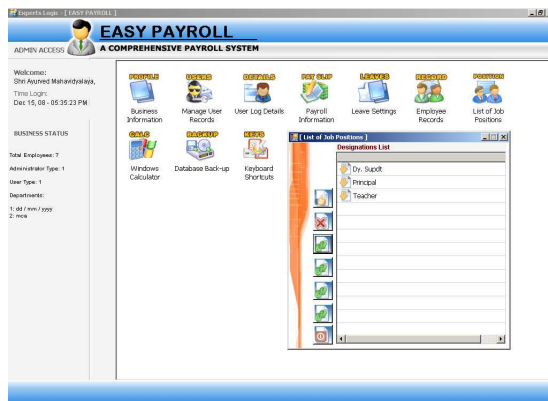 Experts Logic - [ EASY PAYROLL ]
EASY PAYROLL
ADMIN ACCESS
A COMPREHENSIVE PAYROLL SYSTEM
Welcome:
Shri Ayurved Mahavidyalaya,
Time Login:
Dec 15, 08 - 05:35:23 PM
BUSINESS STATUS
Total Employees: 7
Administrator Type: 1
User Type: 1
Departments:
1: dd / mm / yyyy
2: mca
PROFILE
Business
Information
USERS
Manage User
Records
DETAILS
User Log Details
PAY SLIP
Payroll
Information
LEAVES
Leave Settings
RECORD
Employee
Records
POSITION
List of Job
Positions
CALC
Windows
Calculator
BACKUP
Database Back-up
KEYS
Keyboard
Shortcuts
[ List of Job Positions ]
Designations List
Dy. Supdt
Principal
Teacher